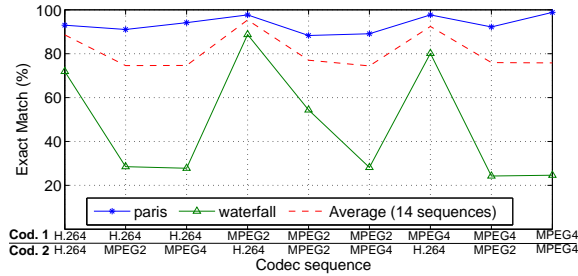 100
80
60
40
20
Exact Match (%)
paris waterfall Average (14 sequences)
Cod. 1 H.264 H.264 H.264 MPEG2 MPEG2 MPEG2 MPEG4 MPEG4 MPEG4
Cod. 2 H.264 MPEG2 MPEG4 H.264 MPEG2 MPEG4 H.264 MPEG2 MPEG4
Codec sequence